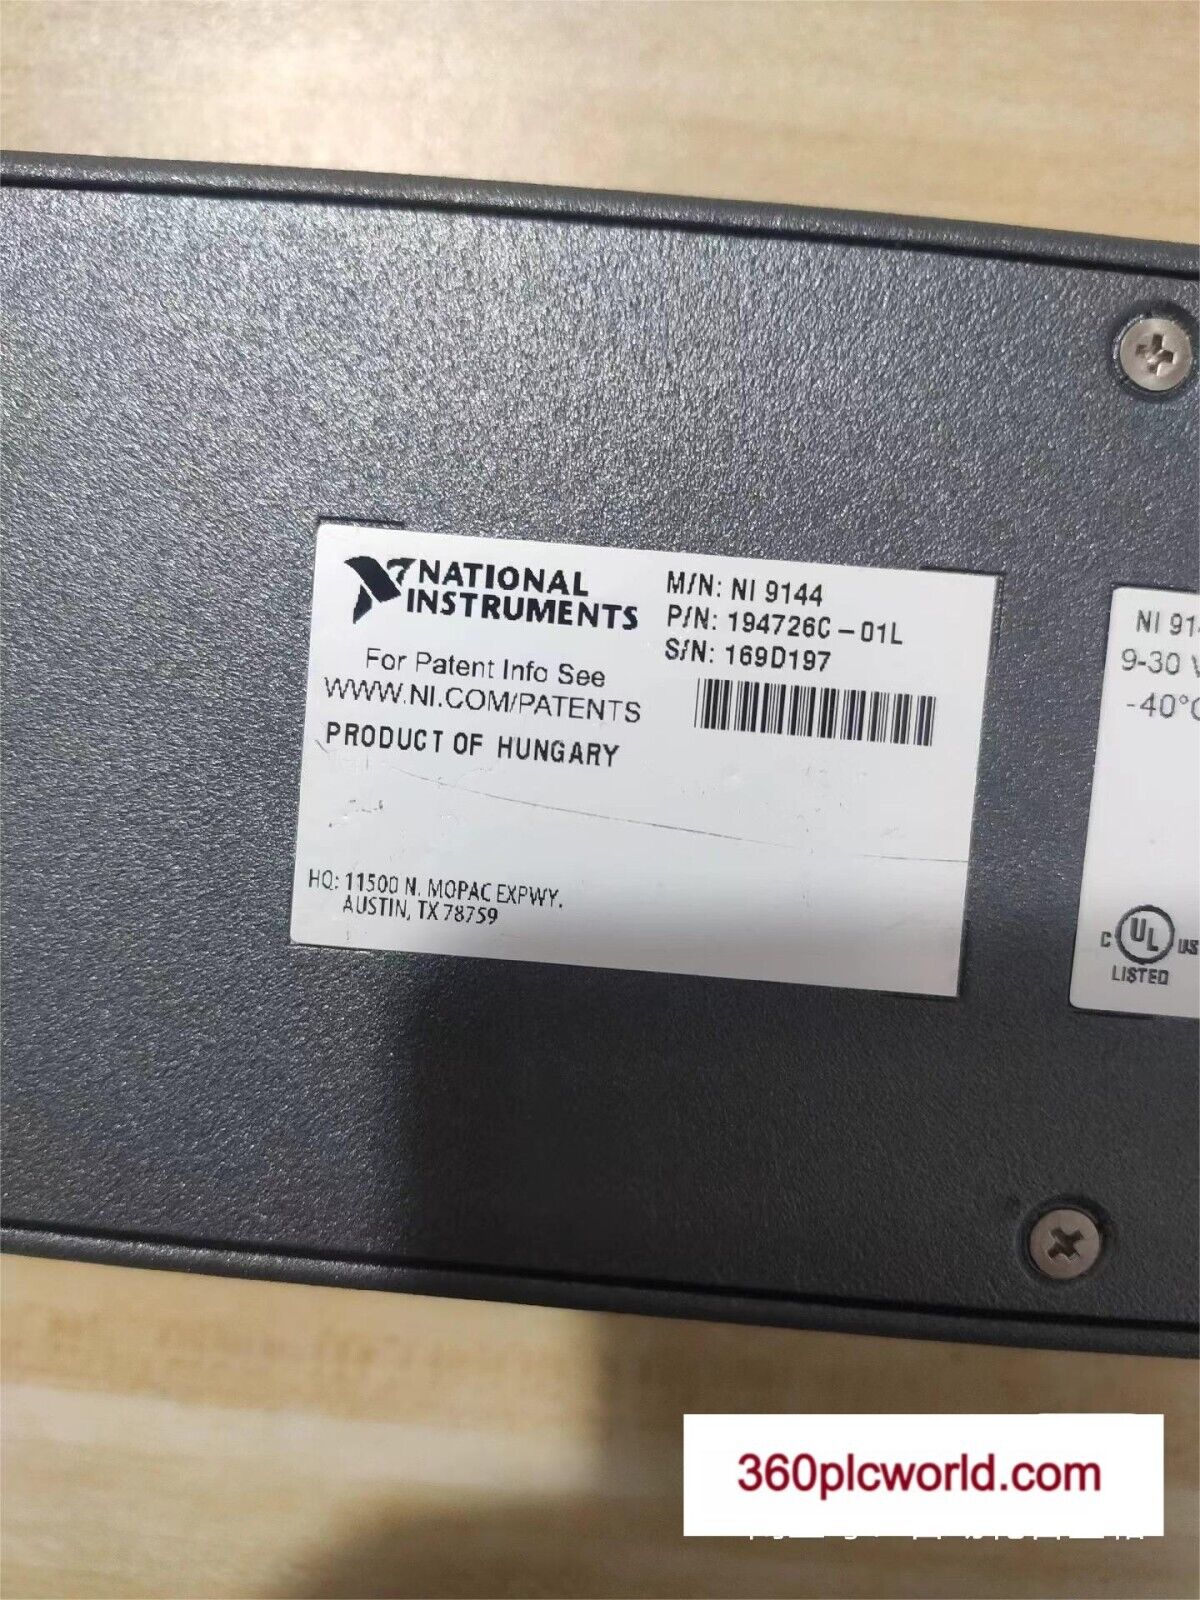 NATIONAL
INSTRUMENTS
For Patent Info See
WWW.NI.COM/PATENTS
PRODUCT OF HUNGARY
M/N: NI 9144
P/N: 194726C-01L
S/N: 169D197
HQ: 11500 N. MOPAC EXPWY.
AUSTIN, TX 78759
NI 91
9-30 V
-40°C
C UL US
LISTED
360plcworld.com